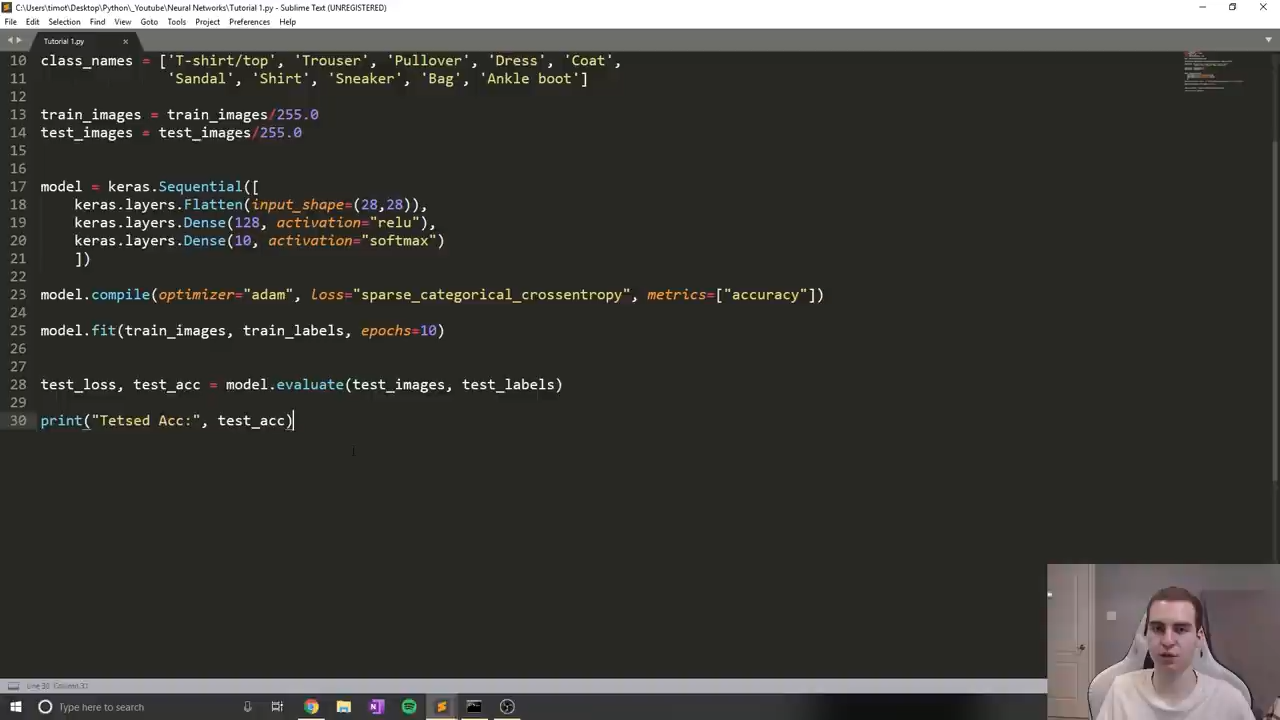 C:\Users\timot\Desktop\Python\_Youtube\Neural Networks\Tutorial 1.py - Sublime Text (UNREGISTERED)
File Edit Selection Find View Goto Tools Project Preferences Help
Tutorial 1.py
10 class_names = ['T-shirt/top', 'Trouser', 'Pullover', 'Dress', 'Coat',
11 'Sandal', 'Shirt', 'Sneaker', 'Bag', 'Ankle boot']
12
13 train_images = train_images/255.0
14 test_images = test_images/255.0
15
16
17 model = keras.Sequential([
18 keras.layers.Flatten(input_shape=(28,28)),
19 keras.layers.Dense(128, activation="relu"),
20 keras.layers.Dense(10, activation="softmax")
21 ])
22
23 model.compile(optimizer="adam", loss="sparse_categorical_crossentropy", metrics=["accuracy"])
24
25 model.fit(train_images, train_labels, epochs=10)
26
27
28 test_loss, test_acc = model.evaluate(test_images, test_labels)
29
30 print("Tetsed Acc:", test_acc)
Line 30, Column 31
Type here to search